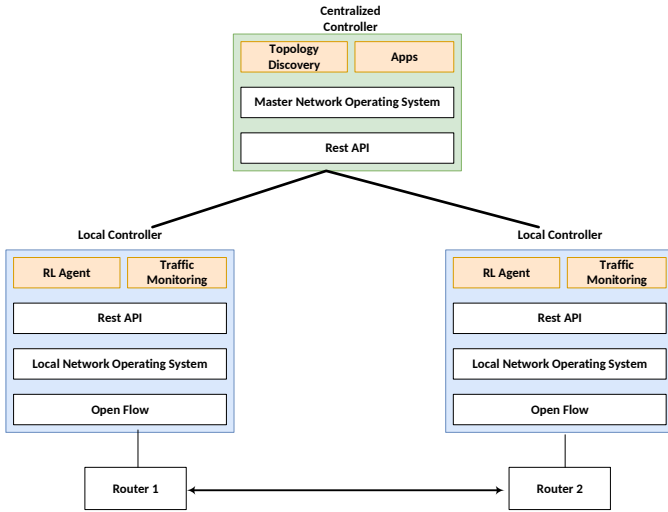 Centralized
Controller
Topology
Discovery
Apps
Master Network Operating System
Rest API
Local Controller
Local Controller
RL Agent
Traffic
Monitoring
RL Agent
Traffic
Monitoring
Rest API
Rest API
Local Network Operating System
Local Network Operating System
Open Flow
Open Flow
Router 1
Router 2